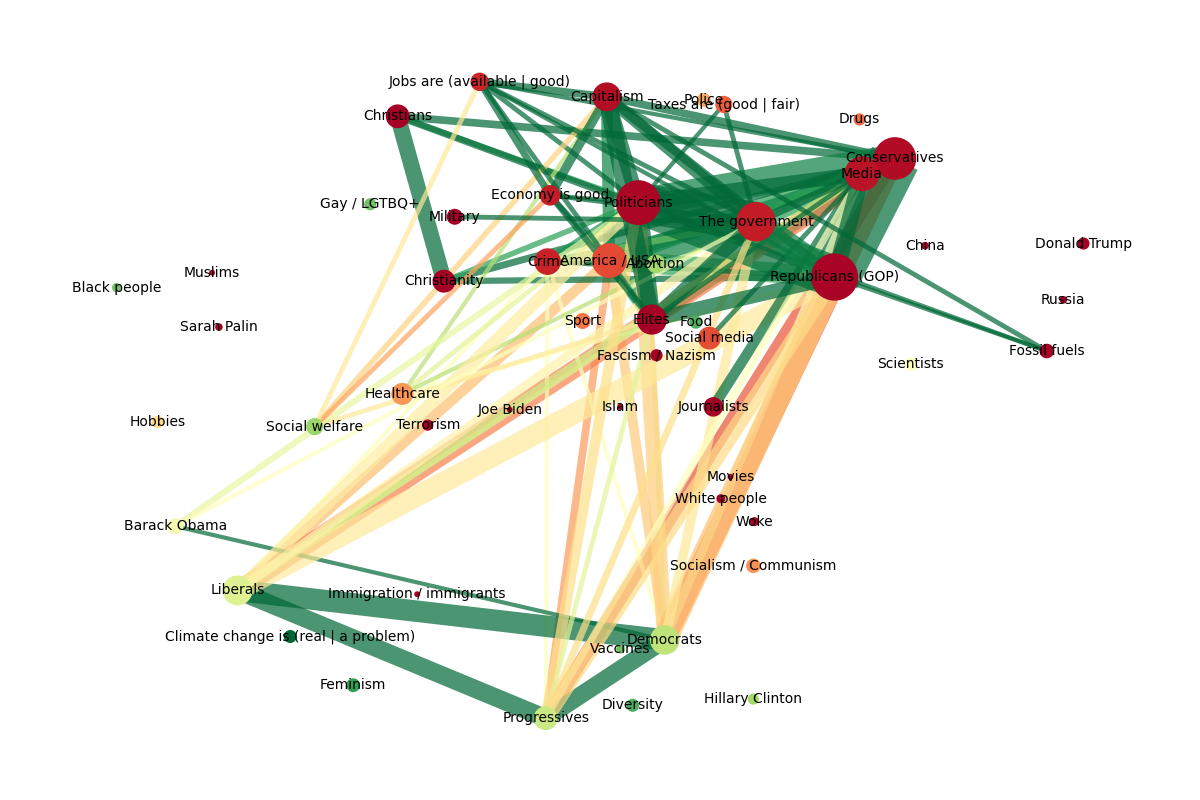 Jobs are (available | good)
Capitalism
Police
Taxes are (good | fair)
Christians
Drugs
Conservatives
Media
Economy is good
Politicians
Gay / LGTBQ+
Military
The government
China
Donald Trump
Crime
America / USA
Abortion
Muslims
Christianity
Republicans (GOP)
Black people
Russia
Sarah Palin
Sport
Elites
Food
Social media
Fascism / Nazism
Fossil fuels
Scientists
Healthcare
Joe Biden
Islam
Journalists
Hobbies
Social welfare
Terrorism
Movies
White people
Barack Obama
Woke
Socialism / Communism
Liberals
Immigration / immigrants
Climate change is (real | a problem)
Democrats
Vaccines
Feminism
Hillary Clinton
Diversity
Progressives